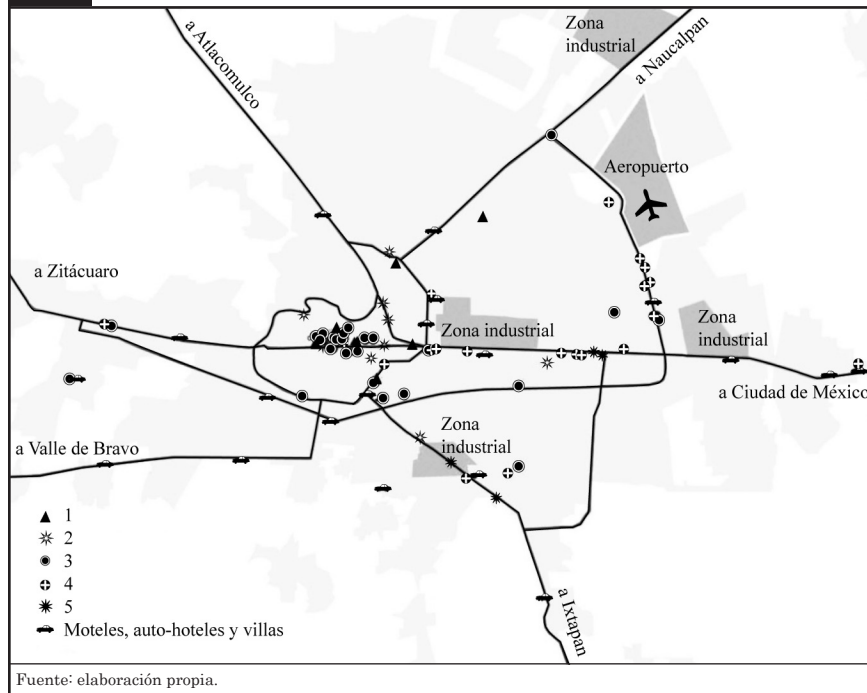 Zona
industrial
a Naucalpan
a Atlacomulco
Aeropuerto
a Zitácuaro
Zona industrial
Zona
industrial
a Ciudad de México
a Valle de Bravo
Zona
industrial
a Ixtapan
1
2
3
4
5
Moteles, auto-hoteles y villas
Fuente: elaboración propia.